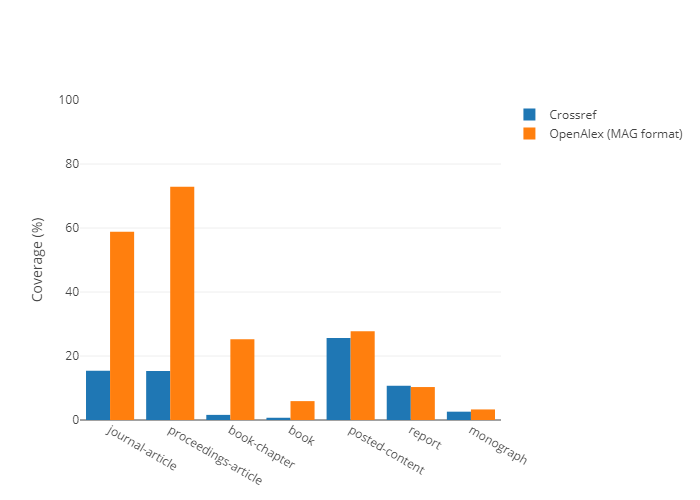 100
80
60
40
20
0
Coverage (%)
journal-article
proceedings-article
book-chapter
book
posted-content
report
monograph
Crossref
OpenAlex (MAG format)